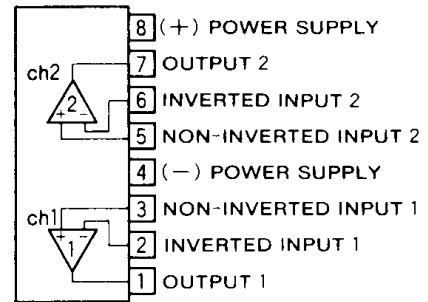 8 (+) POWER SUPPLY
ch2
7 OUTPUT 2
2
6 INVERTED INPUT 2
+ −
5 NON-INVERTED INPUT 2
4 (−) POWER SUPPLY
ch1
3 NON-INVERTED INPUT 1
+ −
1
2 INVERTED INPUT 1
1 OUTPUT 1